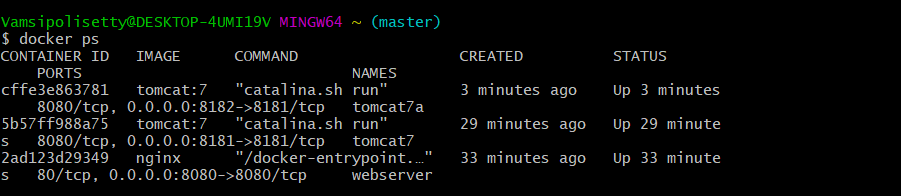 Vamsipolisetty@DESKTOP-4UMI19V MINGW64 ~ (master)
$ docker ps
CONTAINER ID   IMAGE      COMMAND                  CREATED          STATUS
    PORTS                              NAMES
cffe3e863781   tomcat:7   "catalina.sh run"        3 minutes ago    Up 3 minutes
    8080/tcp, 0.0.0.0:8182->8181/tcp   tomcat7a
5b57ff988a75   tomcat:7   "catalina.sh run"        29 minutes ago   Up 29 minute
s   8080/tcp, 0.0.0.0:8181->8181/tcp   tomcat7
2ad123d29349   nginx      "/docker-entrypoint.…"   33 minutes ago   Up 33 minute
s   80/tcp, 0.0.0.0:8080->8080/tcp     webserver